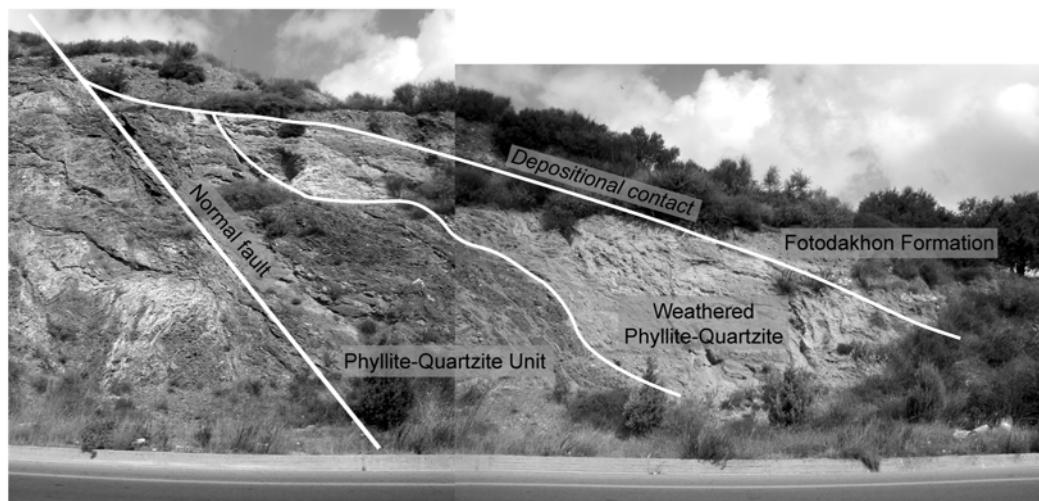 Normal fault
Depositional contact
Fotodakhon Formation
Weathered
Phyllite-Quartzite
Phyllite-Quartzite Unit